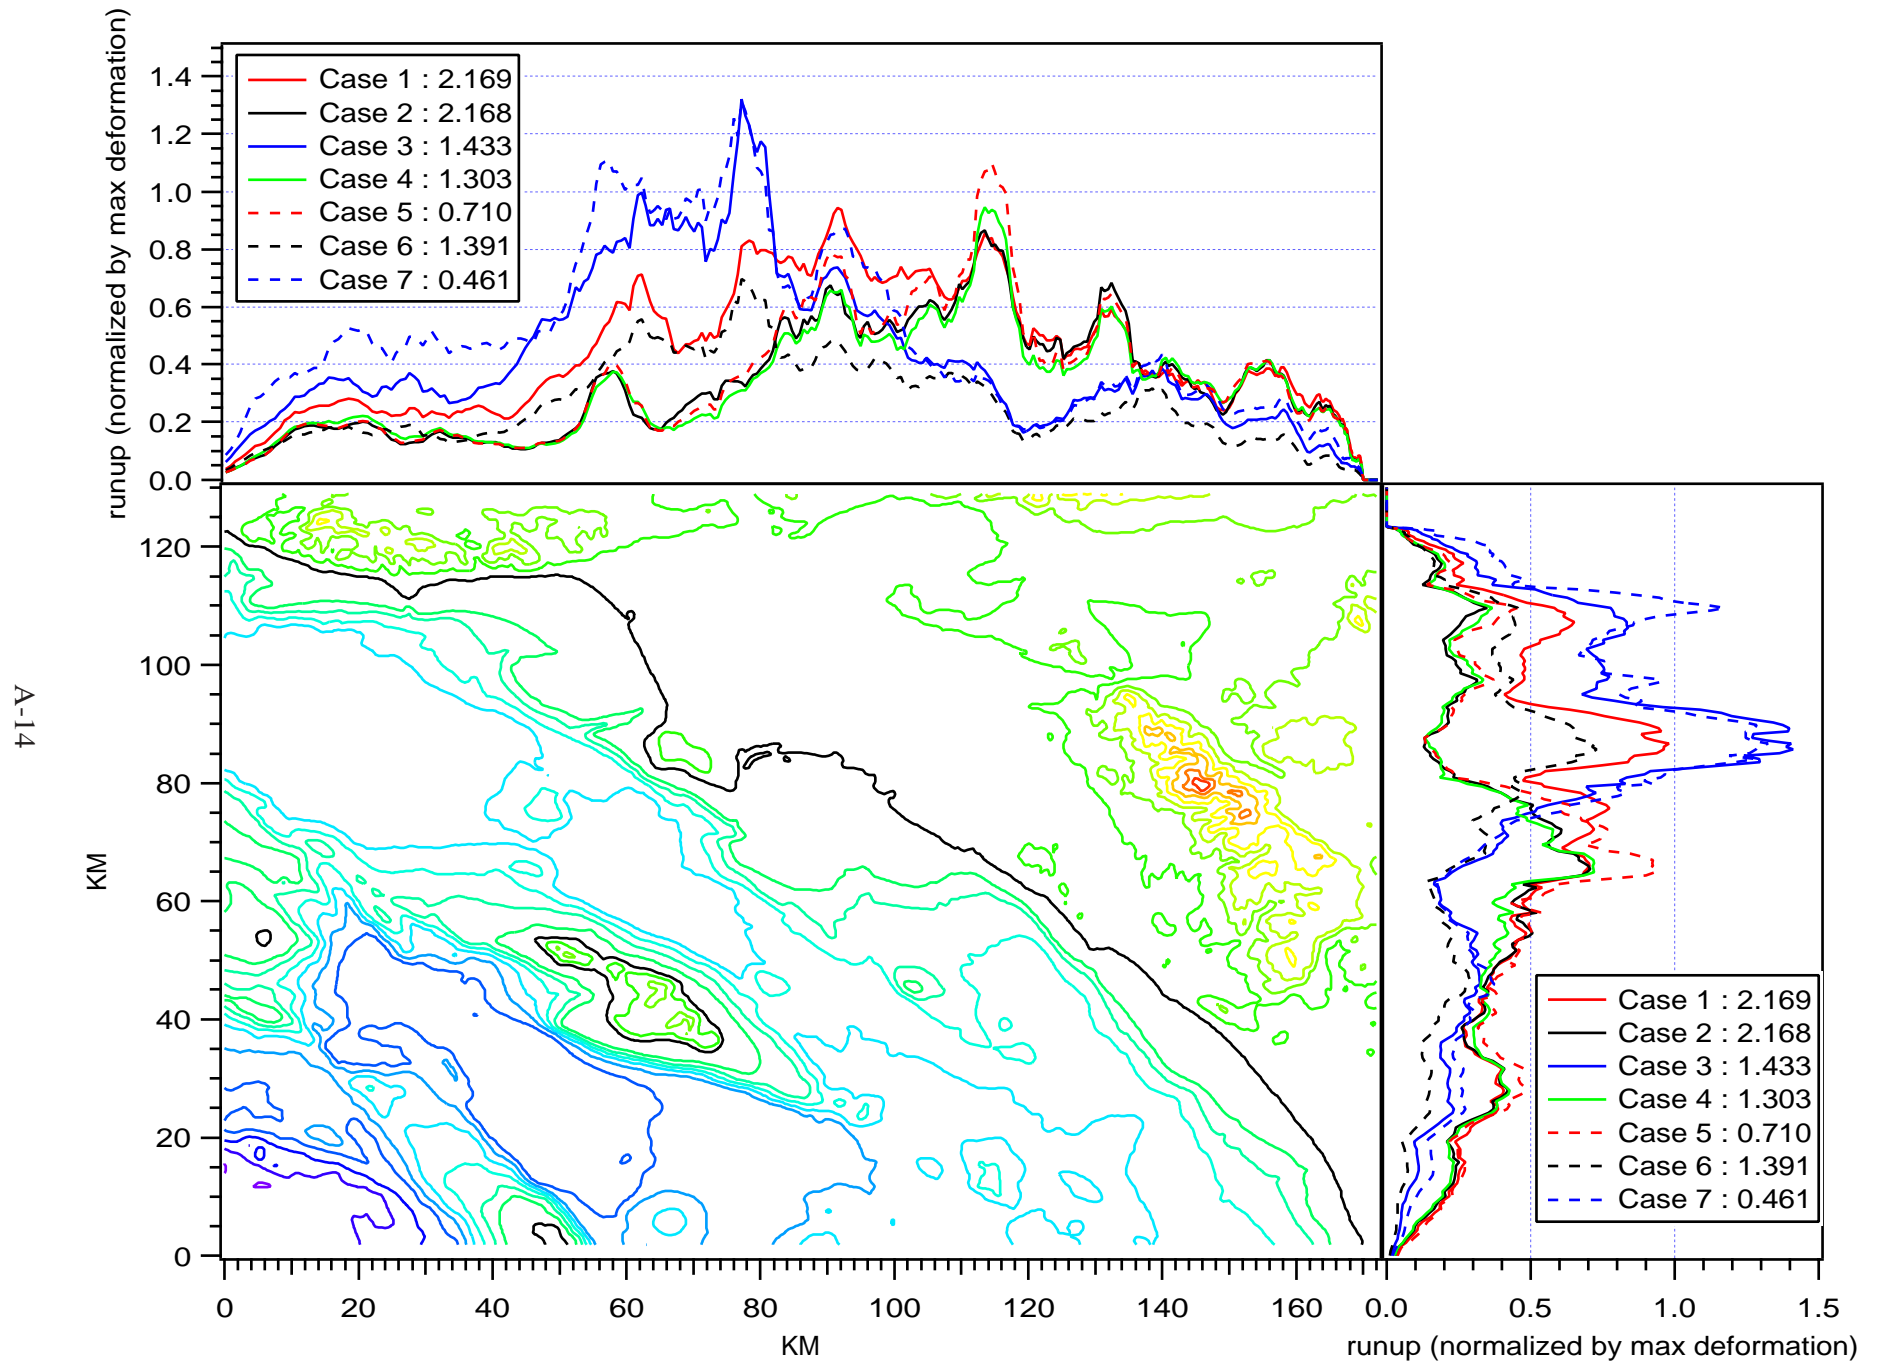 runup (normalized by max deformation)
1.4
1.2
1.0
0.8
0.6
0.4
0.2
0.0
Case 1 : 2.169
Case 2 : 2.168
Case 3 : 1.433
Case 4 : 1.303
Case 5 : 0.710
Case 6 : 1.391
Case 7 : 0.461
A-14
KM
120
100
80
60
40
20
0
0 20 40 60 80 100 120 140 160
KM
Case 1 : 2.169
Case 2 : 2.168
Case 3 : 1.433
Case 4 : 1.303
Case 5 : 0.710
Case 6 : 1.391
Case 7 : 0.461
0.0 0.5 1.0 1.5
runup (normalized by max deformation)